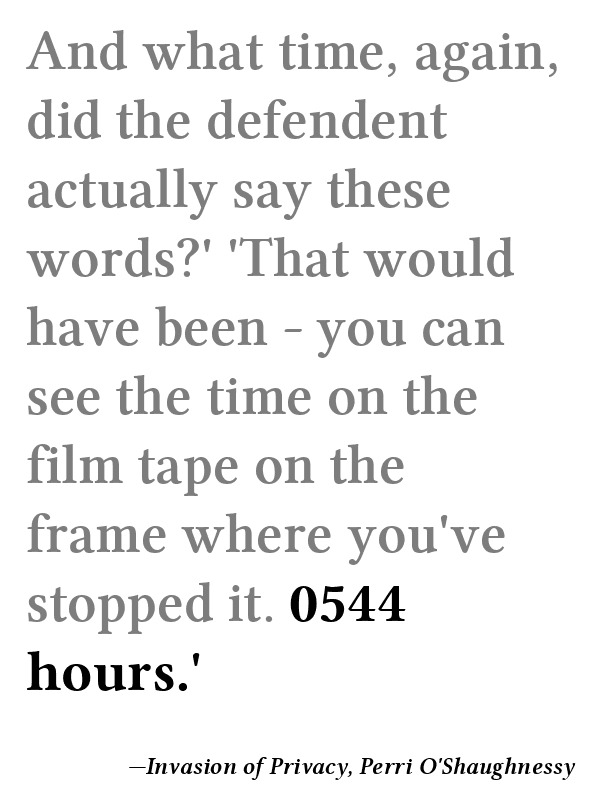 And what time, again,
did the defendent
actually say these
words?' 'That would
have been - you can
see the time on the
film tape on the
frame where you've
stopped it. 0544
hours.'
—Invasion of Privacy, Perri O'Shaughnessy